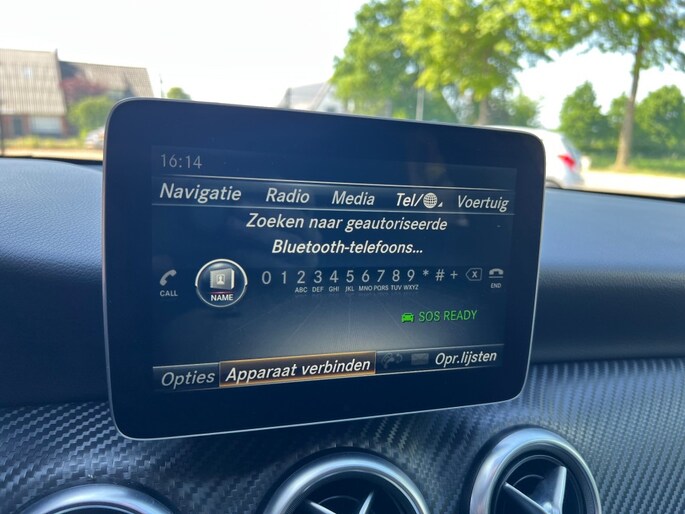 16:14
Navigatie Radio Media Tel/ Voertuig
Zoeken naar geautoriseerde
Bluetooth-telefoons...
CALL NAME 0 1 2 3 4 5 6 7 8 9 * # + END
ABC DEF GHI JKL MNO PQRS TUV WXYZ
SOS READY
Opties Apparaat verbinden Opr.lijsten